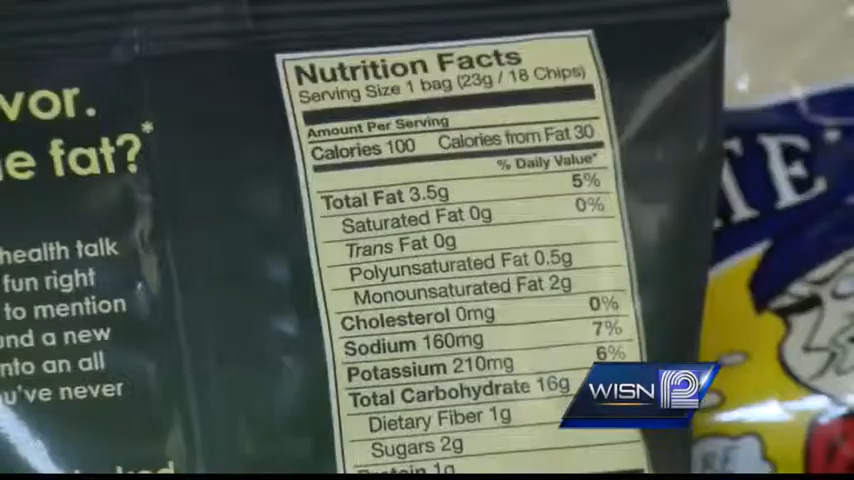 vor.
e fat?*
health talk
fun right
to mention
und a new
nto an all
u've never
Nutrition Facts
Serving Size 1 bag (23g / 18 Chips)
Amount Per Serving
Calories 100 Calories from Fat 30
% Daily Value*
Total Fat 3.5g 5%
Saturated Fat 0g 0%
Trans Fat 0g
Polyunsaturated Fat 0.5g
Monounsaturated Fat 2g
Cholesterol 0mg 0%
Sodium 160mg 7%
Potassium 210mg 6%
Total Carbohydrate 16g
Dietary Fiber 1g
Sugars 2g
Protein 1g
WISN 12
TE